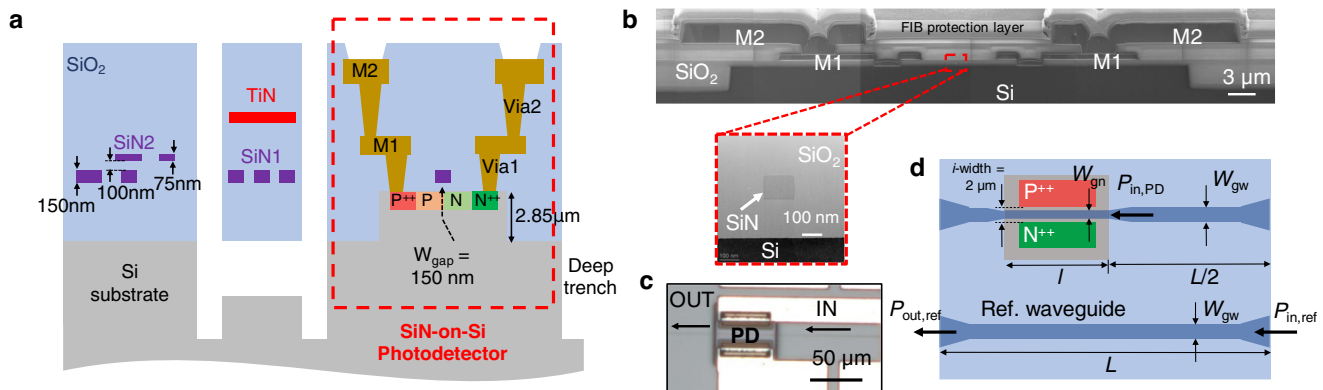 a
SiO2
TiN
SiN2
SiN1
150nm
100nm
75nm
M2
M1
Via2
Via1
P++
P
N
N++
2.85μm
Wgap =
150 nm
Si
substrate
Deep
trench
SiN-on-Si
Photodetector
b
FIB protection layer
M2
M2
M1
M1
SiO2
Si
3 μm
SiO2
SiN
100 nm
Si
c
OUT
IN
PD
50 μm
d
i-width =
2 μm
P++
Wgn
Pin,PD
Wgw
N++
l
L/2
Pout,ref
Ref. waveguide
Wgw
Pin,ref
L